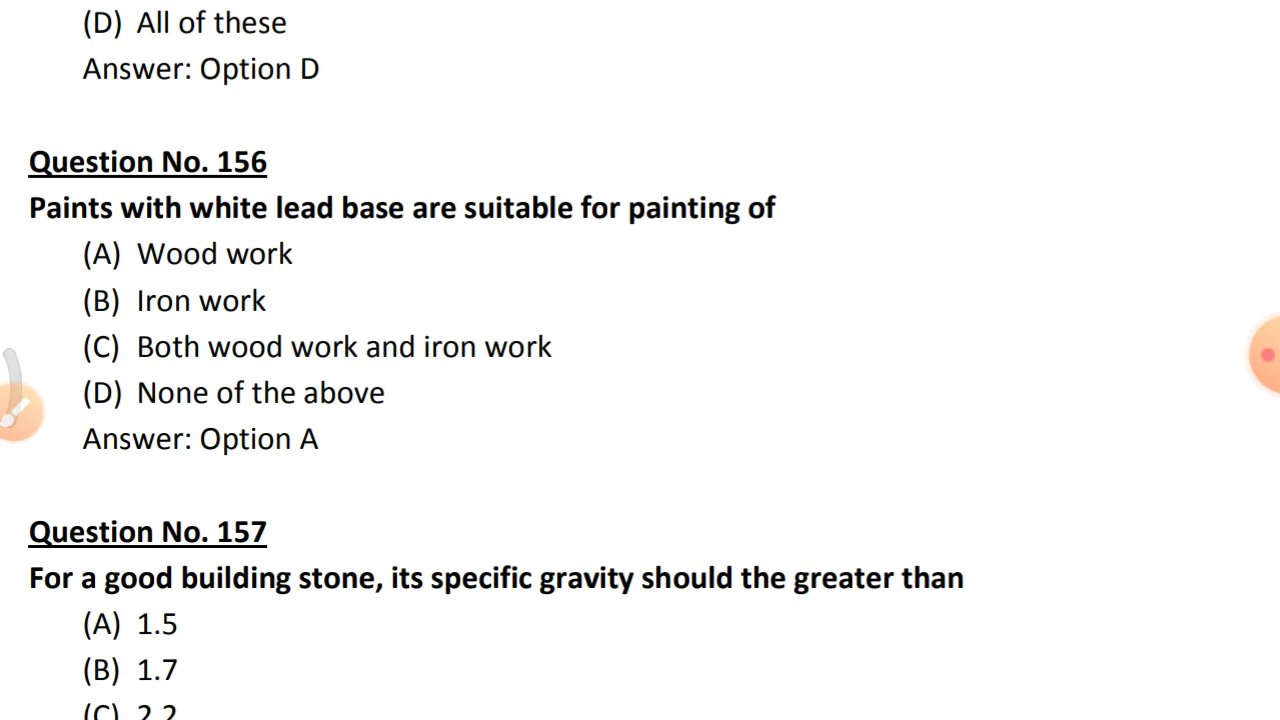 (D) All of these
Answer: Option D
Question No. 156
Paints with white lead base are suitable for painting of
(A) Wood work
(B) Iron work
(C) Both wood work and iron work
(D) None of the above
Answer: Option A
Question No. 157
For a good building stone, its specific gravity should the greater than
(A) 1.5
(B) 1.7
(C) 2.2